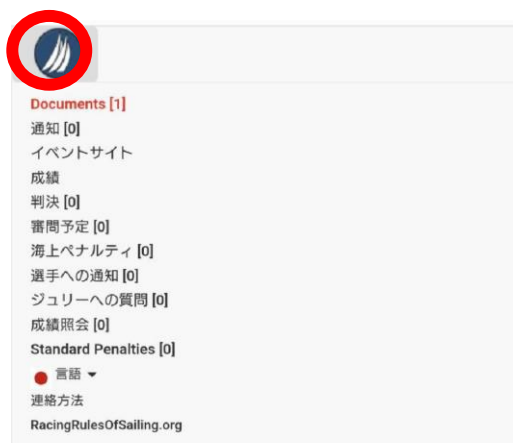 Documents [1]
通知 [0]
イベントサイト
成績
判決 [0]
審問予定 [0]
海上ペナルティ [0]
選手への通知 [0]
ジュリーへの質問 [0]
成績照会 [0]
Standard Penalties [0]
言語
連絡方法
RacingRulesOfSailing.org